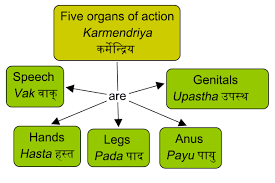 Five organs of action
Karmendriya
कर्मेन्द्रिय
Speech
Vak वाक्
Genitals
Upastha उपस्थ
are
Hands
Hasta हस्त
Legs
Pada पाद
Anus
Payu पायु